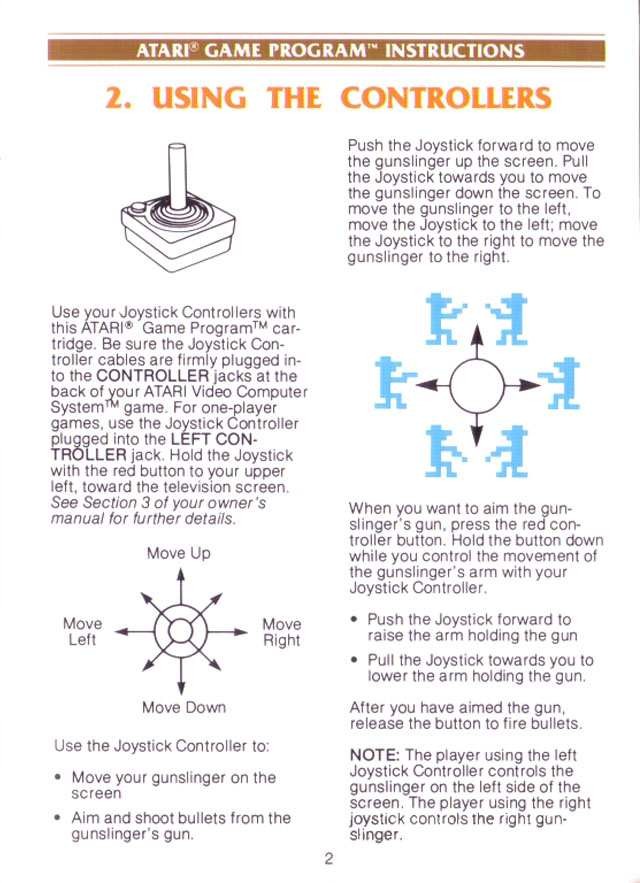 ATARI® GAME PROGRAM™ INSTRUCTIONS
2. USING THE CONTROLLERS
Use your Joystick Controllers with
this ATARI® Game Program™ car-
tridge. Be sure the Joystick Con-
troller cables are firmly plugged in-
to the CONTROLLER jacks at the
back of your ATARI Video Computer
System™ game. For one-player
games, use the Joystick Controller
plugged into the LEFT CON-
TROLLER jack. Hold the Joystick
with the red button to your upper
left, toward the television screen.
See Section 3 of your owner's
manual for further details.
Move Up
Move
Left
Move
Right
Move Down
Use the Joystick Controller to:
• Move your gunslinger on the
screen
• Aim and shoot bullets from the
gunslinger's gun.
Push the Joystick forward to move
the gunslinger up the screen. Pull
the Joystick towards you to move
the gunslinger down the screen. To
move the gunslinger to the left,
move the Joystick to the left; move
the Joystick to the right to move the
gunslinger to the right.
When you want to aim the gun-
slinger's gun, press the red con-
troller button. Hold the button down
while you control the movement of
the gunslinger's arm with your
Joystick Controller.
• Push the Joystick forward to
raise the arm holding the gun
• Pull the Joystick towards you to
lower the arm holding the gun.
After you have aimed the gun,
release the button to fire bullets.
NOTE: The player using the left
Joystick Controller controls the
gunslinger on the left side of the
screen. The player using the right
joystick controls the right gun-
slinger.
2